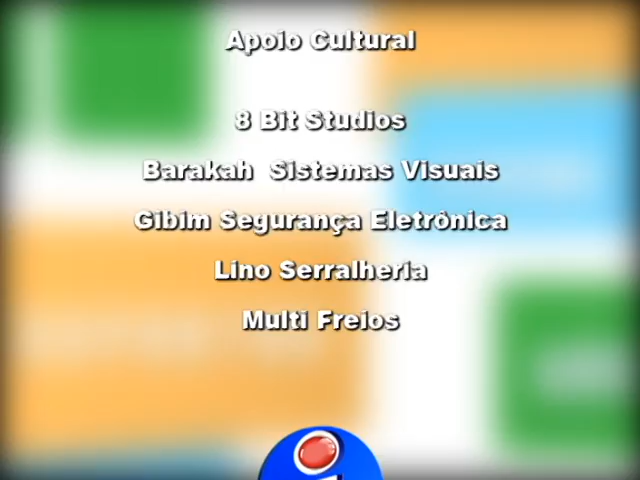 Apoio Cultural
8 Bit Studios
Barakah Sistemas Visuais
Gibim Segurança Eletrônica
Lino Serralheria
Multi Freios